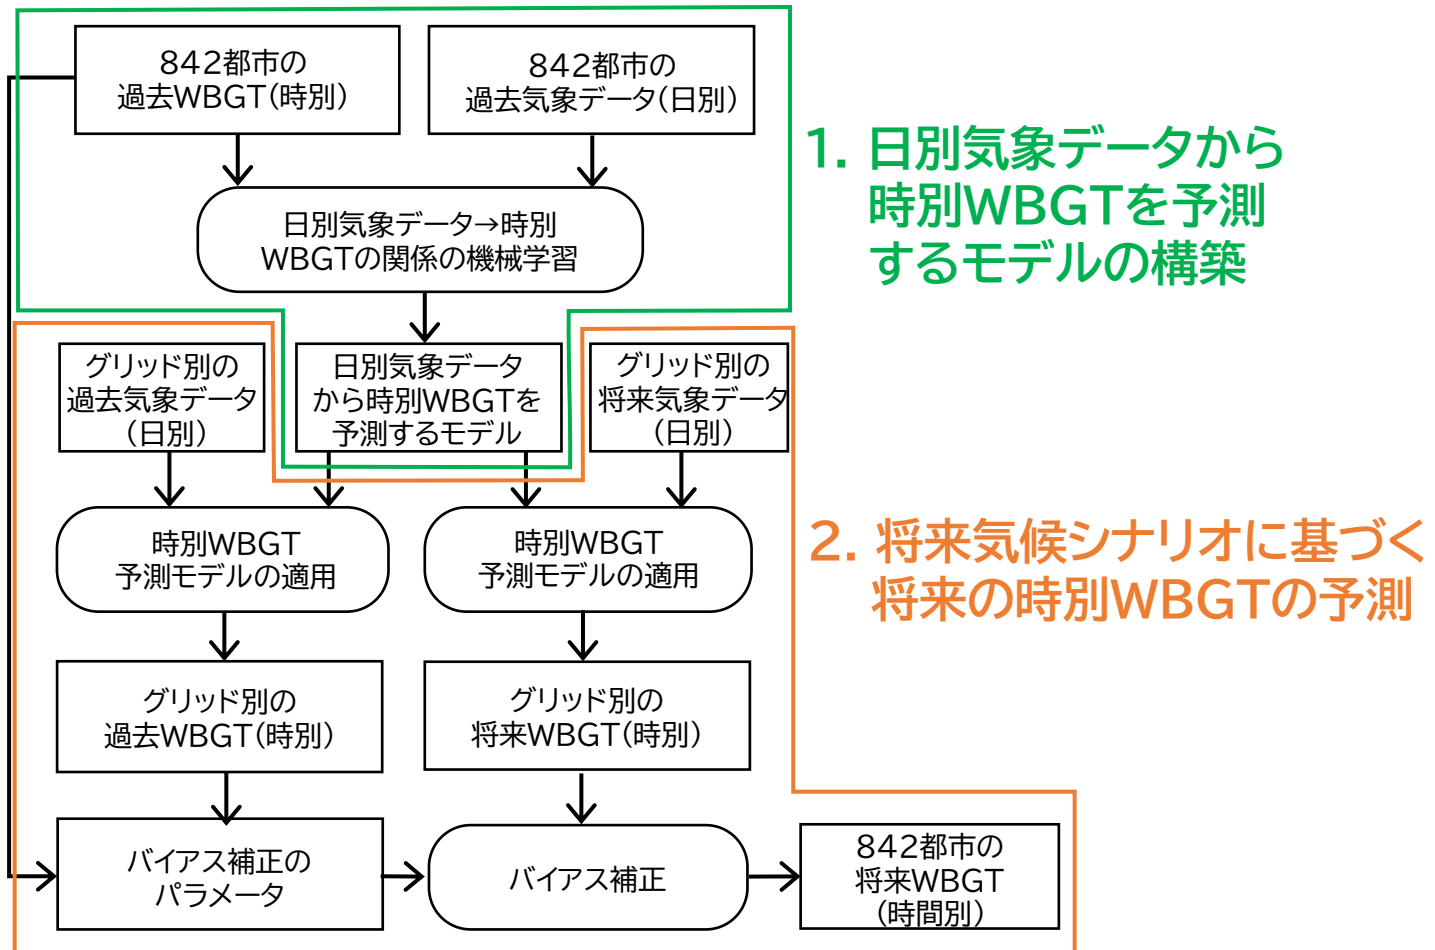 842都市の
過去WBGT(時別)
842都市の
過去気象データ(日別)
日別気象データ→時別
WBGTの関係の機械学習
1. 日別気象データから
時別WBGTを予測
するモデルの構築
グリッド別の
過去気象データ
(日別)
日別気象データ
から時別WBGTを
予測するモデル
グリッド別の
将来気象データ
(日別)
時別WBGT
予測モデルの適用
時別WBGT
予測モデルの適用
2. 将来気候シナリオに基づく
将来の時別WBGTの予測
グリッド別の
過去WBGT(時別)
グリッド別の
将来WBGT(時別)
バイアス補正の
パラメータ
バイアス補正
842都市の
将来WBGT
(時間別)